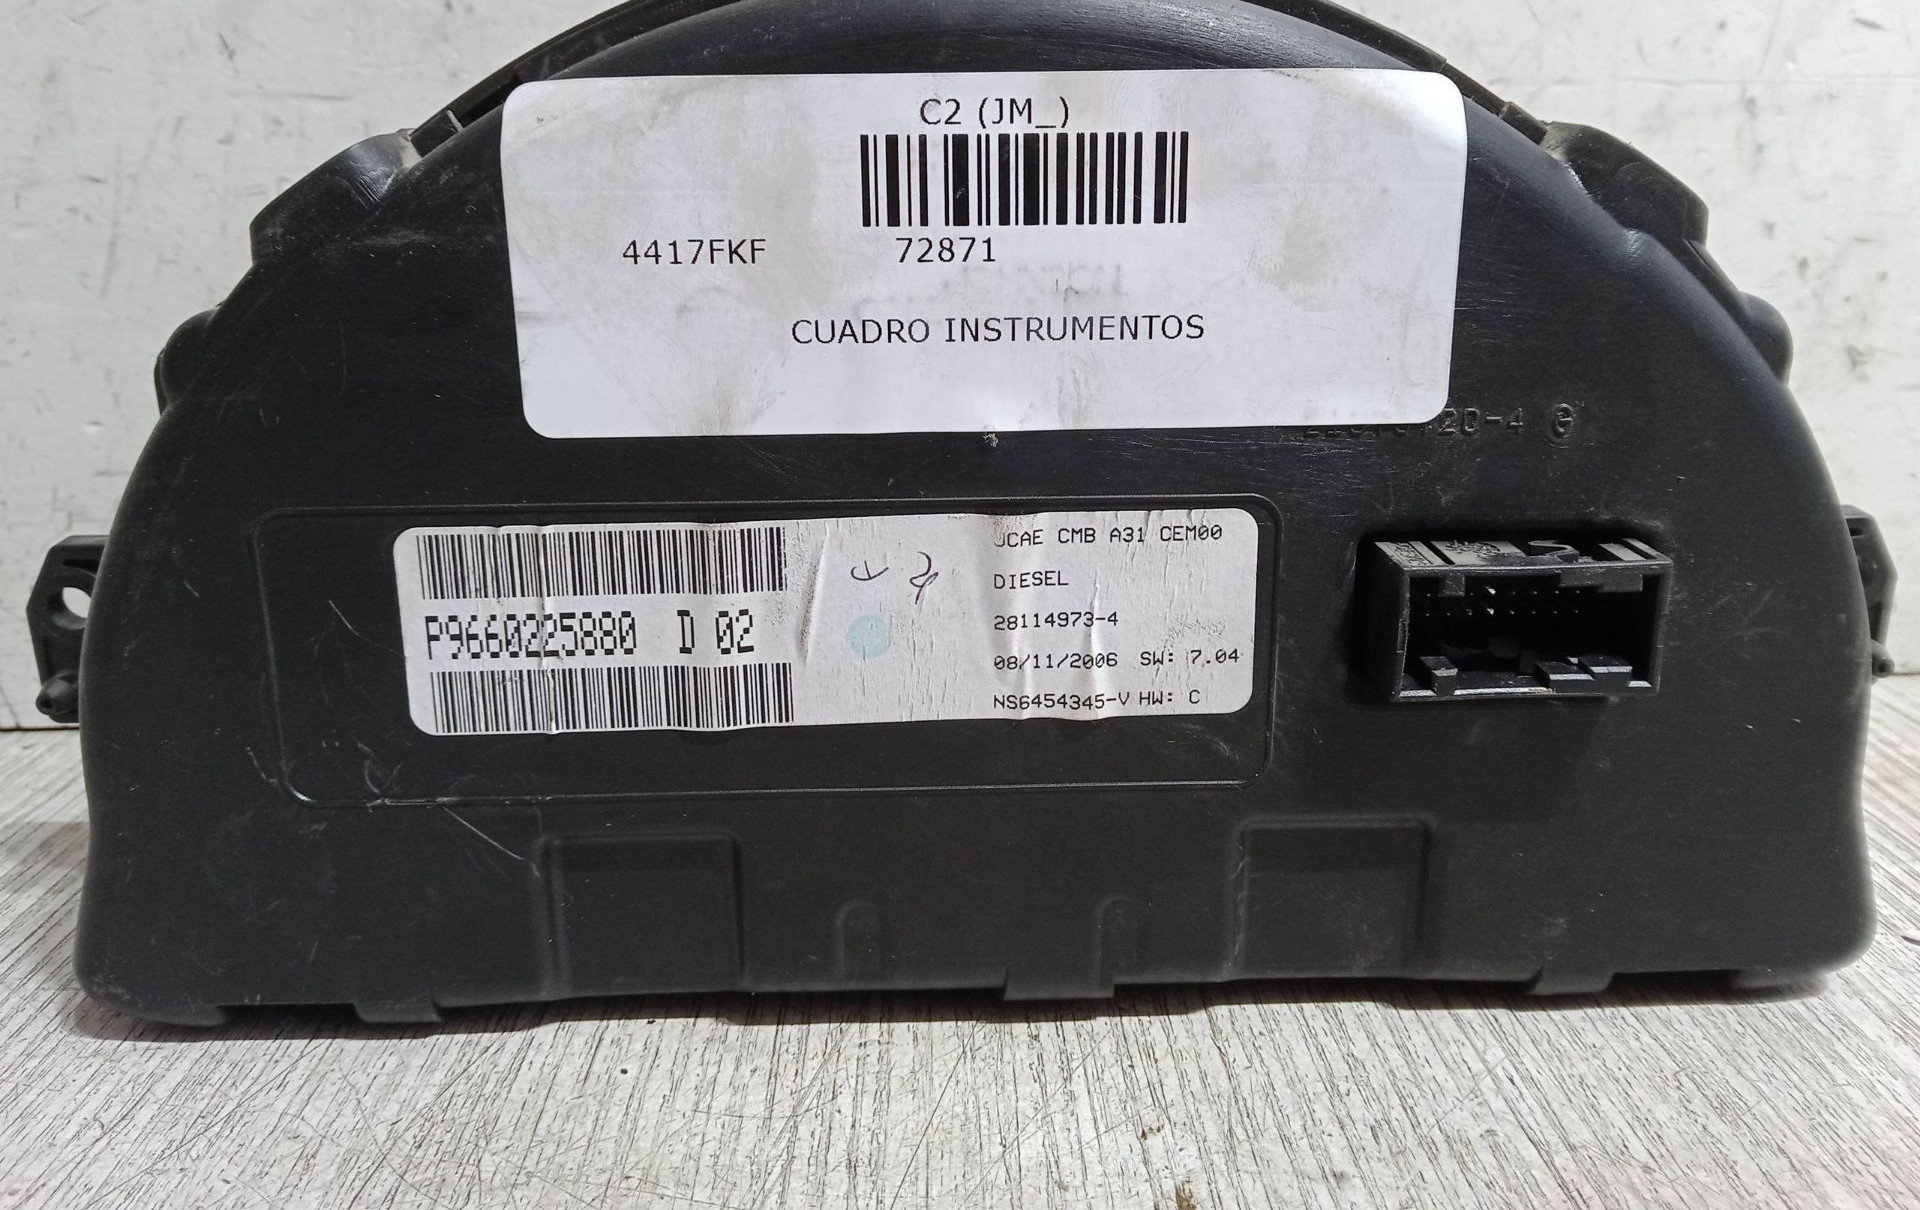 C2 (JM_)
4417FKF 72871
CUADRO INSTRUMENTOS
P9660225880 D 02
CMB A31 CEM00
DIESEL
28114973-4
08/11/2006 SW: 7.04
NS6454345-V HW: C